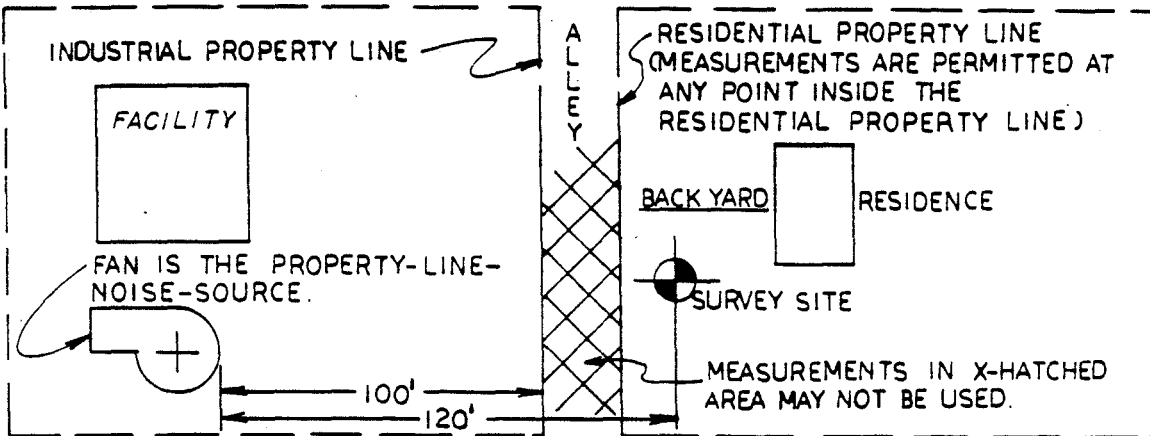 INDUSTRIAL PROPERTY LINE
ALLEY
RESIDENTIAL PROPERTY LINE
(MEASUREMENTS ARE PERMITTED AT
ANY POINT INSIDE THE
RESIDENTIAL PROPERTY LINE)
FACILITY
BACK YARD
RESIDENCE
FAN IS THE PROPERTY-LINE-
NOISE-SOURCE.
SURVEY SITE
MEASUREMENTS IN X-HATCHED
AREA MAY NOT BE USED.
100'
120'